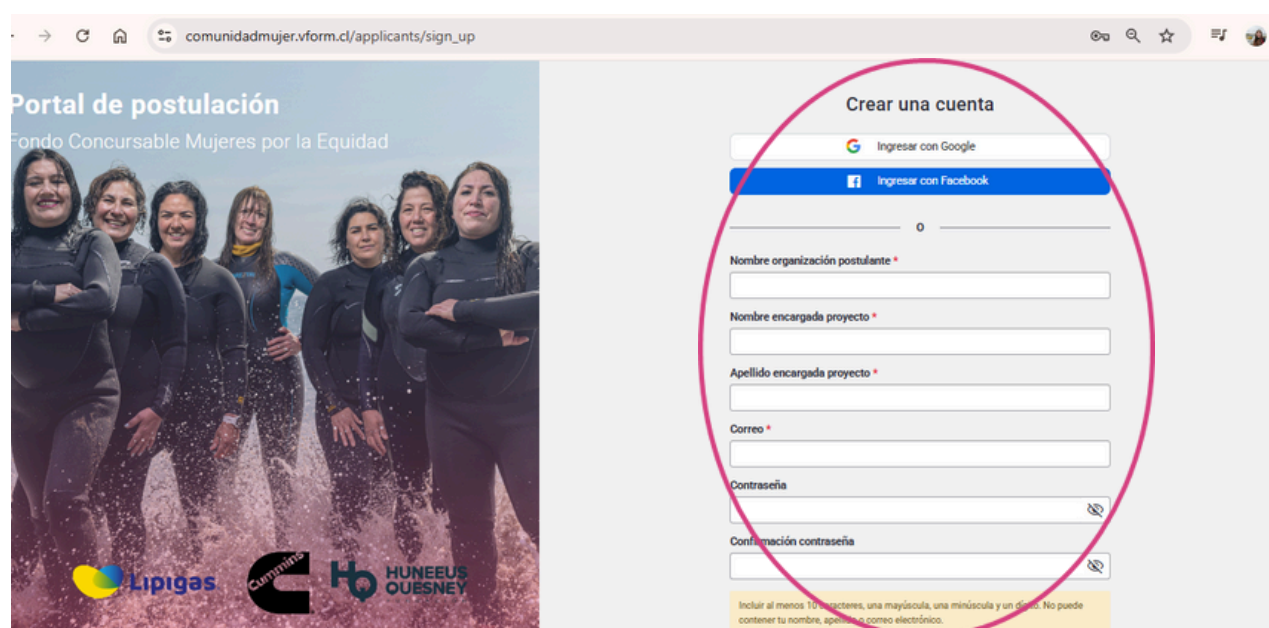 comunidadmujer.vform.cl/applicants/sign_up
Portal de postulación
Fondo Concursable Mujeres por la Equidad
Lipigas
Cummins
HUNEEUS
QUESNEY
Crear una cuenta
Ingresar con Google
Ingresar con Facebook
o
Nombre organización postulante *
Nombre encargada proyecto *
Apellido encargada proyecto *
Correo *
Contraseña
Confirmación contraseña
Incluir al menos 10 caracteres, una mayúscula, una minúscula y un dígito. No puede
contener tu nombre, apellido o correo electrónico.